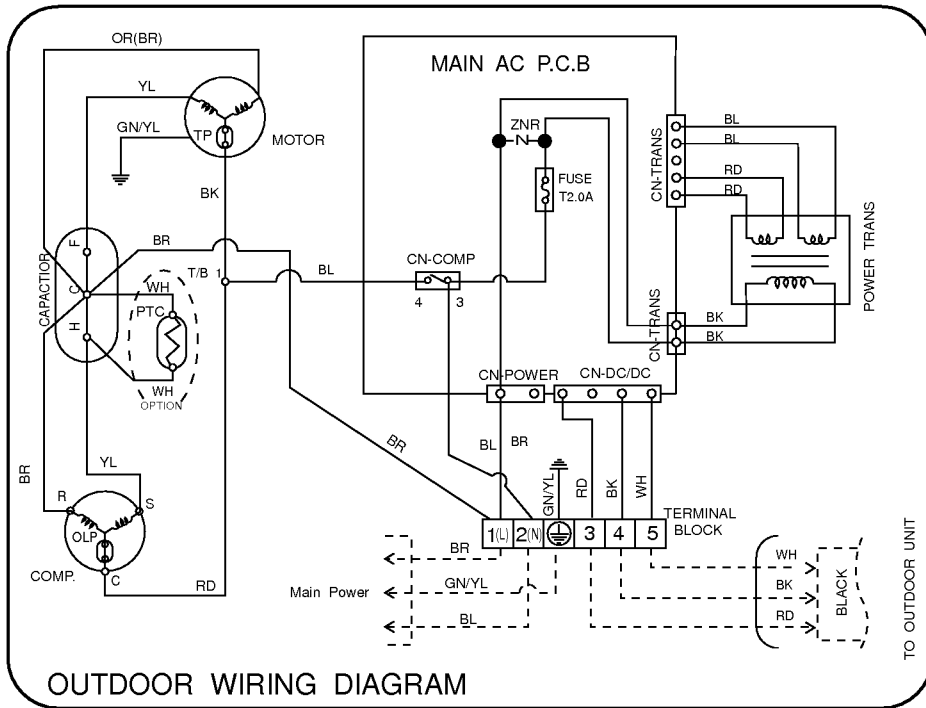 OR(BR)
MAIN AC P.C.B
YL
ZNR
BL
GN/YL
TP
MOTOR
BL
CN-TRANS
FUSE
T2.0A
RD
RD
BK
POWER TRANS
F
BR
CN-COMP
CAPACTIOR
C
T/B 1
BL
WH
4 3
PTC
H
BK
CN-TRANS
BK
CN-POWER
CN-DC/DC
WH
OPTION
BR
BL
BR
YL
BR
GN/YL
RD
BK
WH
R
S
OLP
1(L) 2(N) 3 4 5
TERMINAL
BLOCK
COMP.
C
RD
BR
WH
Main Power
GN/YL
BK
BLACK
BL
RD
TO OUTDOOR UNIT
OUTDOOR WIRING DIAGRAM